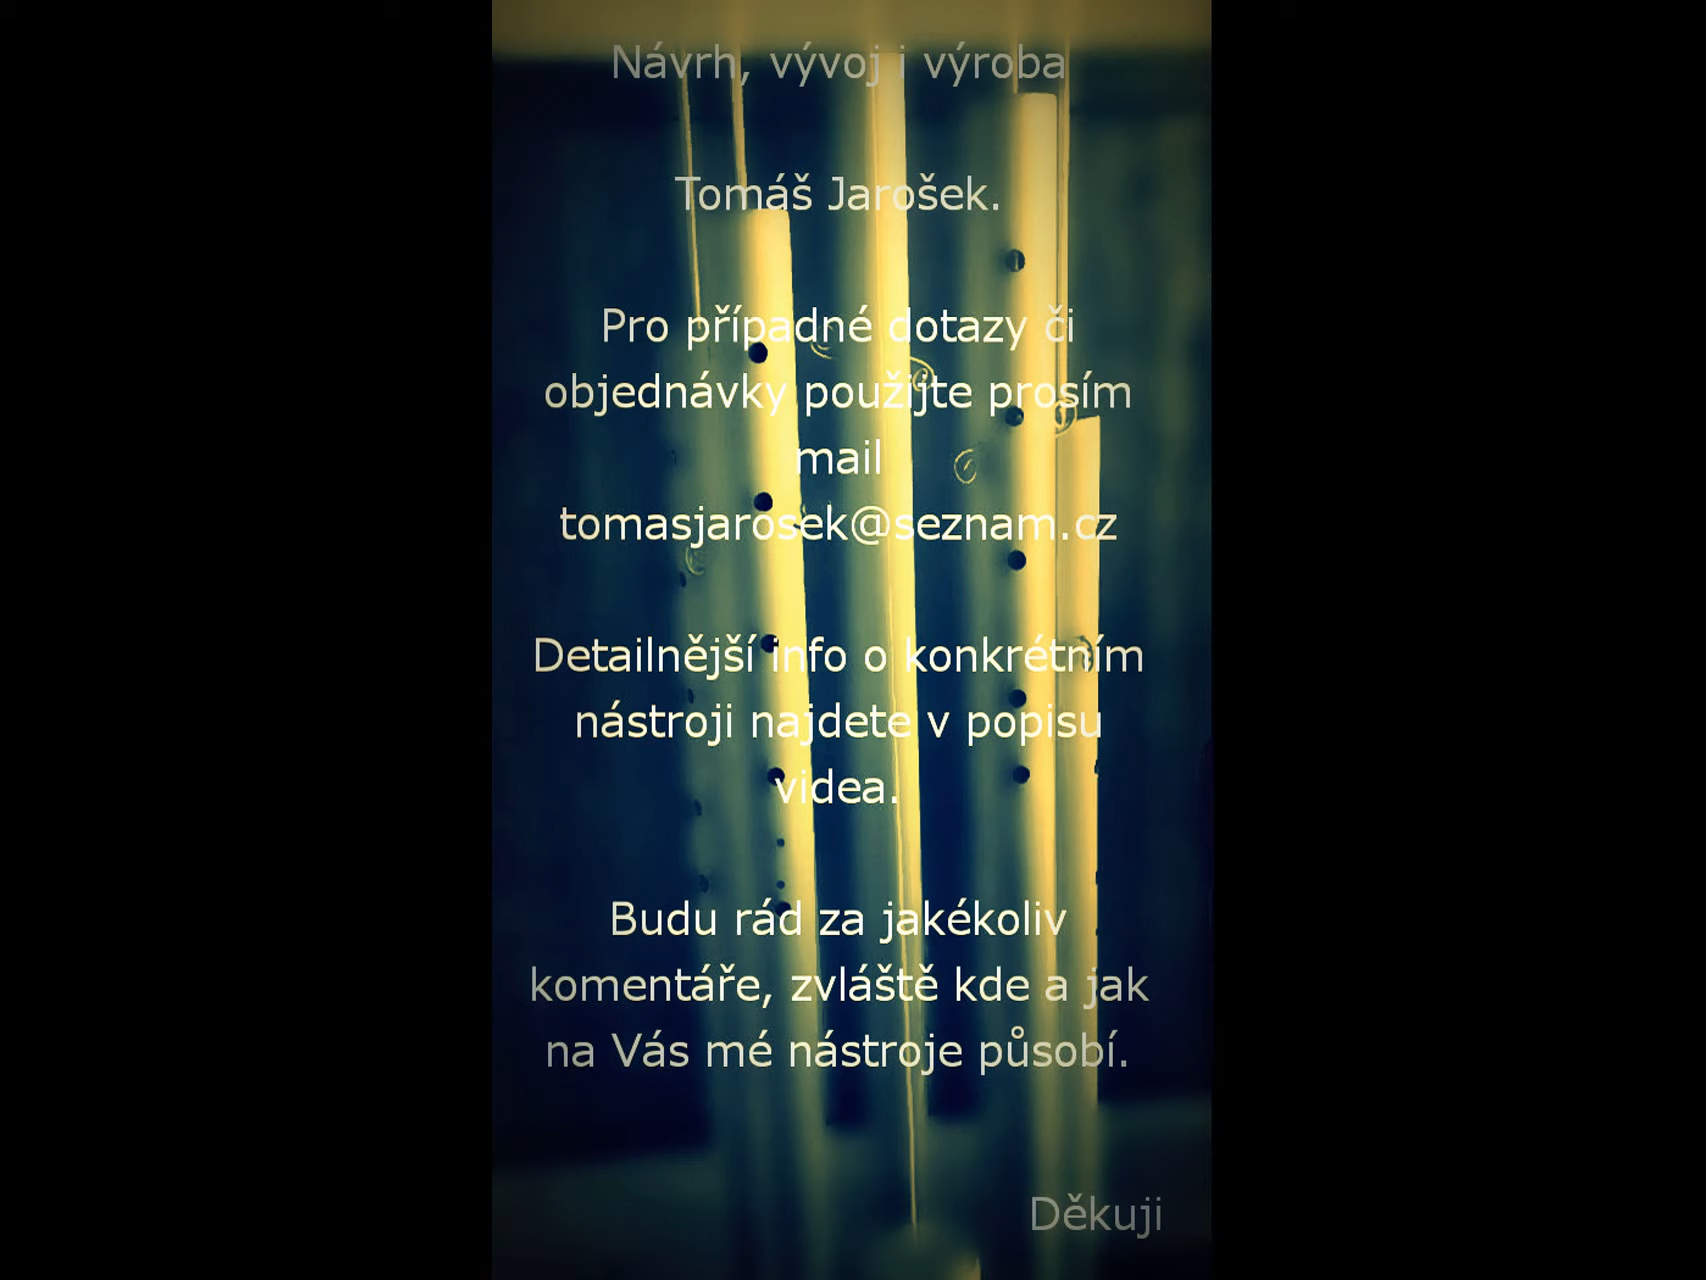 Návrh, vývoj i výroba
Tomáš Jarošek.
Pro případné dotazy či
objednávky použijte prosím
mail
tomasjarosek@seznam.cz
Detailnější info o konkrétním
nástroji najdete v popisu
videa.
Budu rád za jakékoliv
komentáře, zvláště kde a jak
na Vás mé nástroje působí.
Děkuji